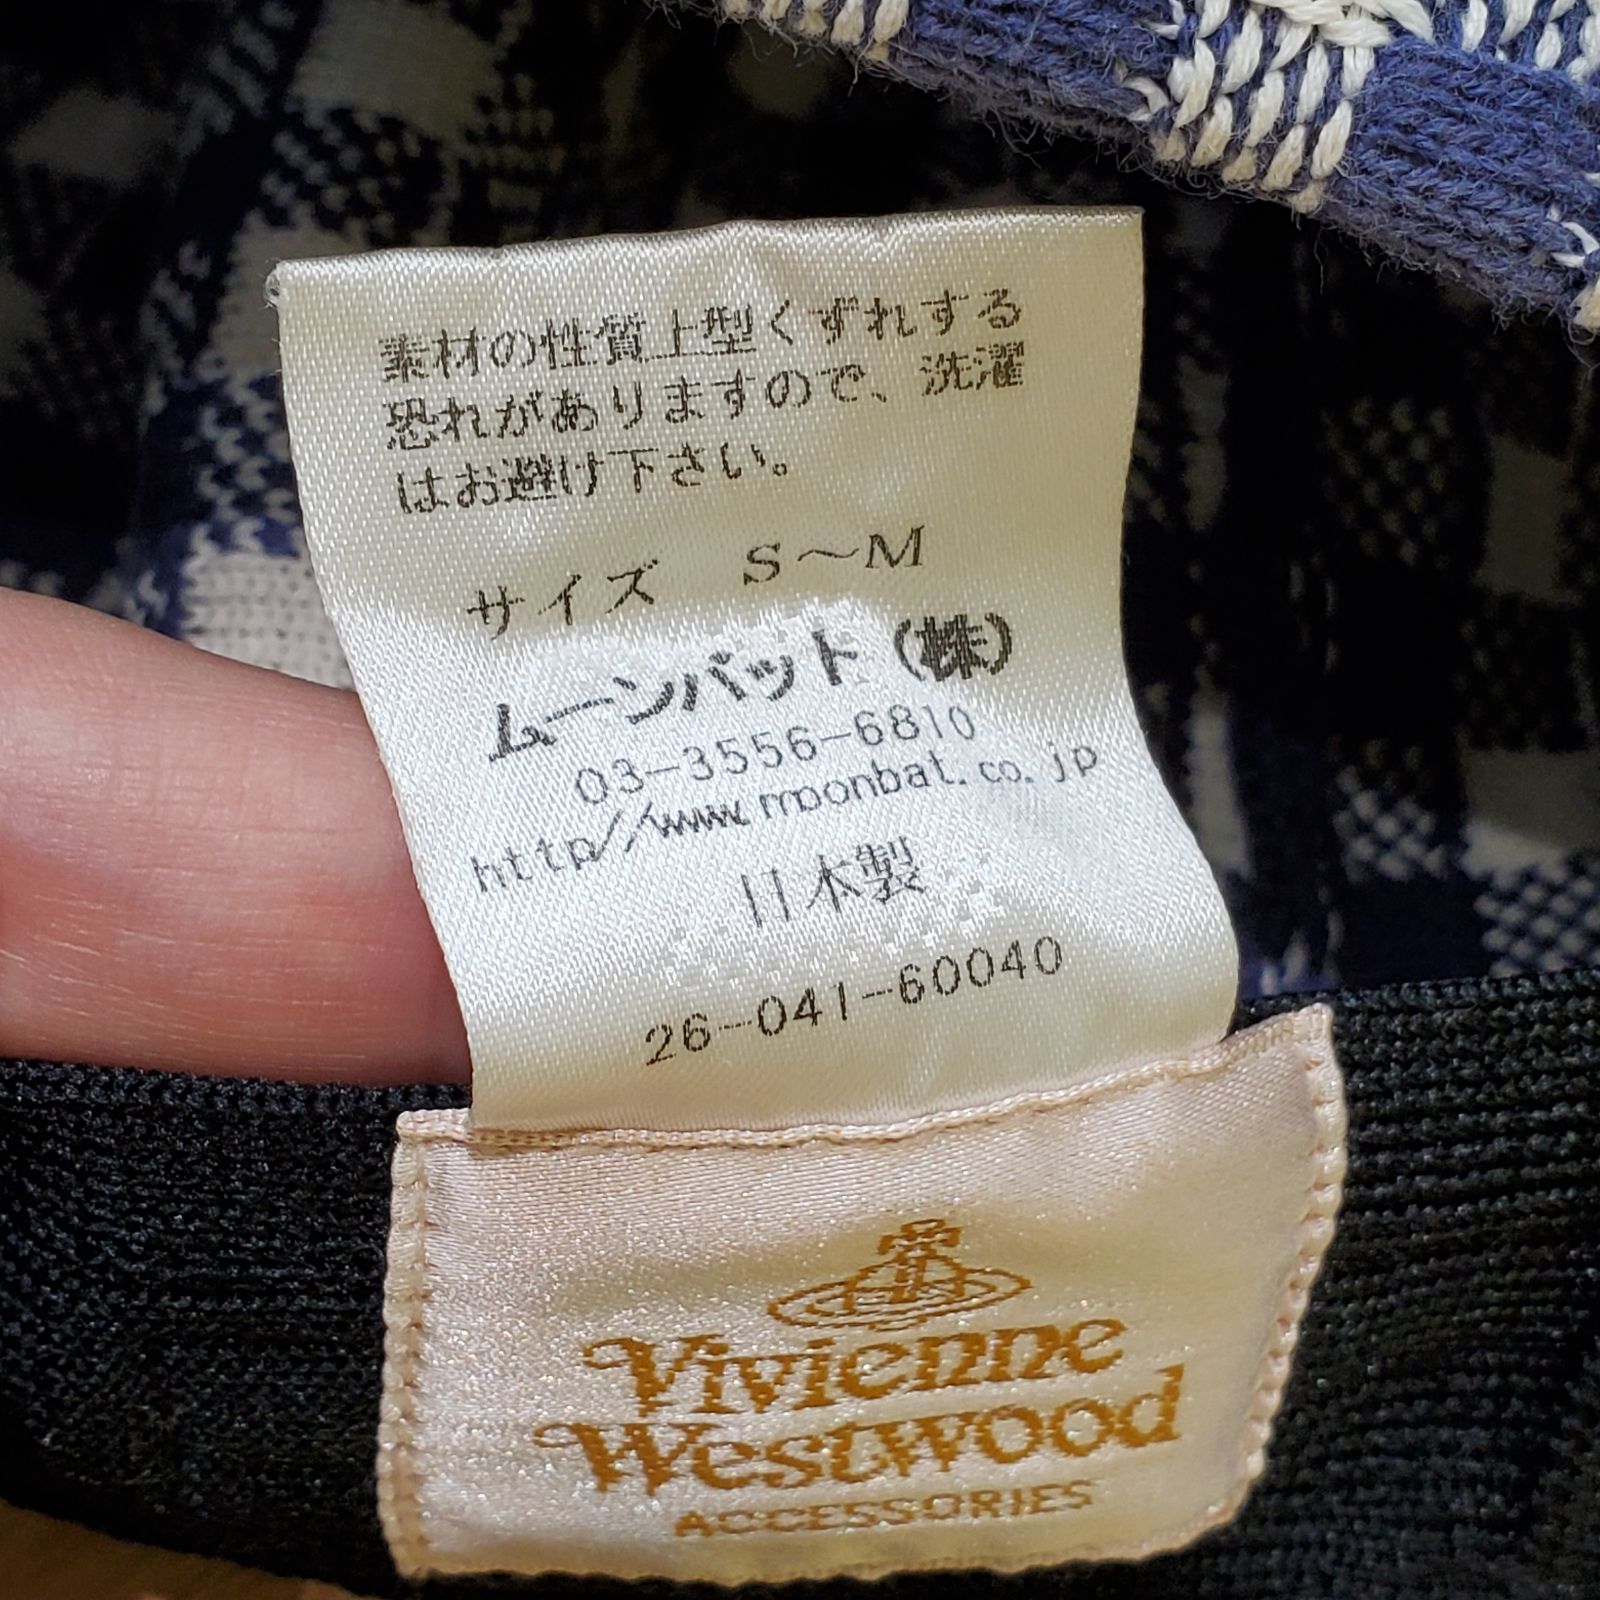 素材の性質上型くずれする
恐れがありますので、洗濯
はお避け下さい。
サイズ S～M
ムーンバット（株）
03-3556-6810
http//www.moonbat.co.jp
日本製
26-041-60040
Vivienne
Westwood
ACCESSORIES